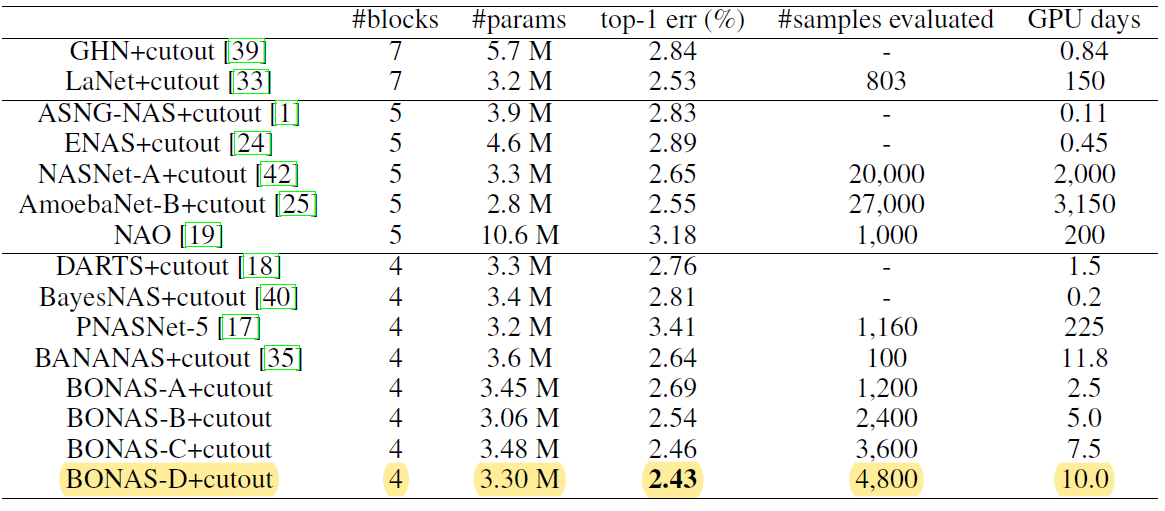 #blocks #params top-1 err (%) #samples evaluated GPU days
GHN+cutout [39] 7 5.7 M 2.84 - 0.84
LaNet+cutout [33] 7 3.2 M 2.53 803 150
ASNG-NAS+cutout [1] 5 3.9 M 2.83 - 0.11
ENAS+cutout [24] 5 4.6 M 2.89 - 0.45
NASNet-A+cutout [42] 5 3.3 M 2.65 20,000 2,000
AmoebaNet-B+cutout [25] 5 2.8 M 2.55 27,000 3,150
NAO [19] 5 10.6 M 3.18 1,000 200
DARTS+cutout [18] 4 3.3 M 2.76 - 1.5
BayesNAS+cutout [40] 4 3.4 M 2.81 - 0.2
PNASNet-5 [17] 4 3.2 M 3.41 1,160 225
BANANAS+cutout [35] 4 3.6 M 2.64 100 11.8
BONAS-A+cutout 4 3.45 M 2.69 1,200 2.5
BONAS-B+cutout 4 3.06 M 2.54 2,400 5.0
BONAS-C+cutout 4 3.48 M 2.46 3,600 7.5
BONAS-D+cutout 4 3.30 M 2.43 4,800 10.0